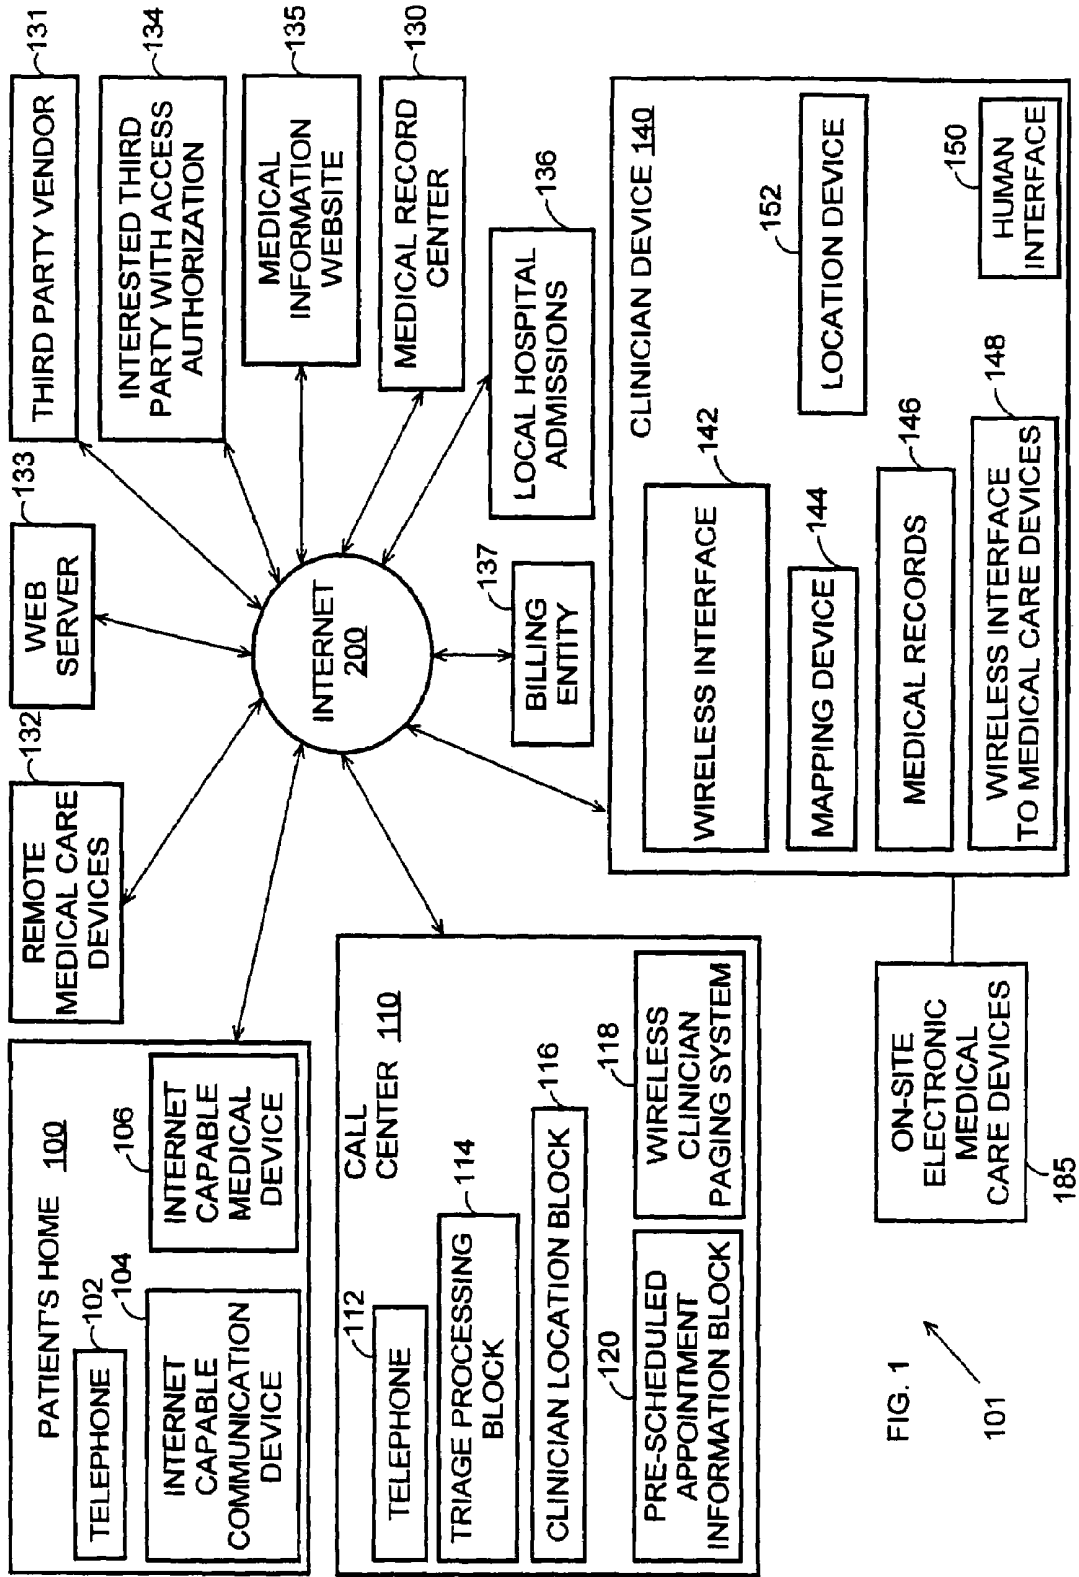 PATIENT'S HOME 100
TELEPHONE
102
104
INTERNET
CAPABLE
COMMUNICATION
DEVICE
106
INTERNET
CAPABLE
MEDICAL
DEVICE
REMOTE
MEDICAL CARE
DEVICES
132
WEB
SERVER
133
THIRD PARTY VENDOR
131
INTERESTED THIRD
PARTY WITH ACCESS
AUTHORIZATION
134
MEDICAL
INFORMATION
WEBSITE
135
MEDICAL RECORD
CENTER
130
LOCAL HOSPITAL
ADMISSIONS
136
INTERNET
200
BILLING
ENTITY
137
CALL
CENTER 110
112
TELEPHONE
TRIAGE PROCESSING
BLOCK
114
CLINICIAN LOCATION BLOCK
116
120
PRE-SCHEDULED
APPOINTMENT
INFORMATION BLOCK
118
WIRELESS
CLINICIAN
PAGING SYSTEM
CLINICIAN DEVICE 140
WIRELESS INTERFACE
142
MAPPING DEVICE
144
MEDICAL RECORDS
146
WIRELESS INTERFACE
TO MEDICAL CARE DEVICES
148
152
LOCATION DEVICE
150
HUMAN
INTERFACE
ON-SITE
ELECTRONIC
MEDICAL
CARE DEVICES
185
FIG. 1
101